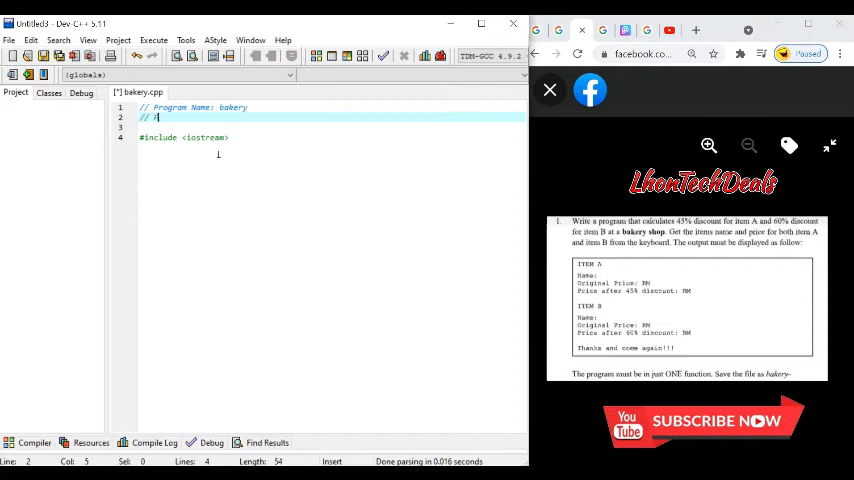 Untitled3 - Dev-C++ 5.11
File Edit Search View Project Execute Tools AStyle Window Help
TDM-GCC 4.9.2
(globals)
Project Classes Debug
[*] bakery.cpp
1 // Program Name: bakery
2 // P
3
4 #include <iostream>
Compiler Resources Compile Log Debug Find Results
Line: 2 Col: 5 Sel: 0 Lines: 4 Length: 54 Insert Done parsing in 0.016 seconds
facebook.co...
Paused
LhonTechDeals
1. Write a program that calculates 45% discount for item A and 60% discount
for item B at a bakery shop. Get the items name and price for both item A
and item B from the keyboard. The output must be displayed as follow:
ITEM A
Name:
Original Price: RM
Price after 45% discount: RM
ITEM B
Name:
Original Price: RM
Price after 60% discount: RM
Thanks and come again!!!
The program must be in just ONE function. Save the file as bakery-
You
Tube
SUBSCRIBE NOW